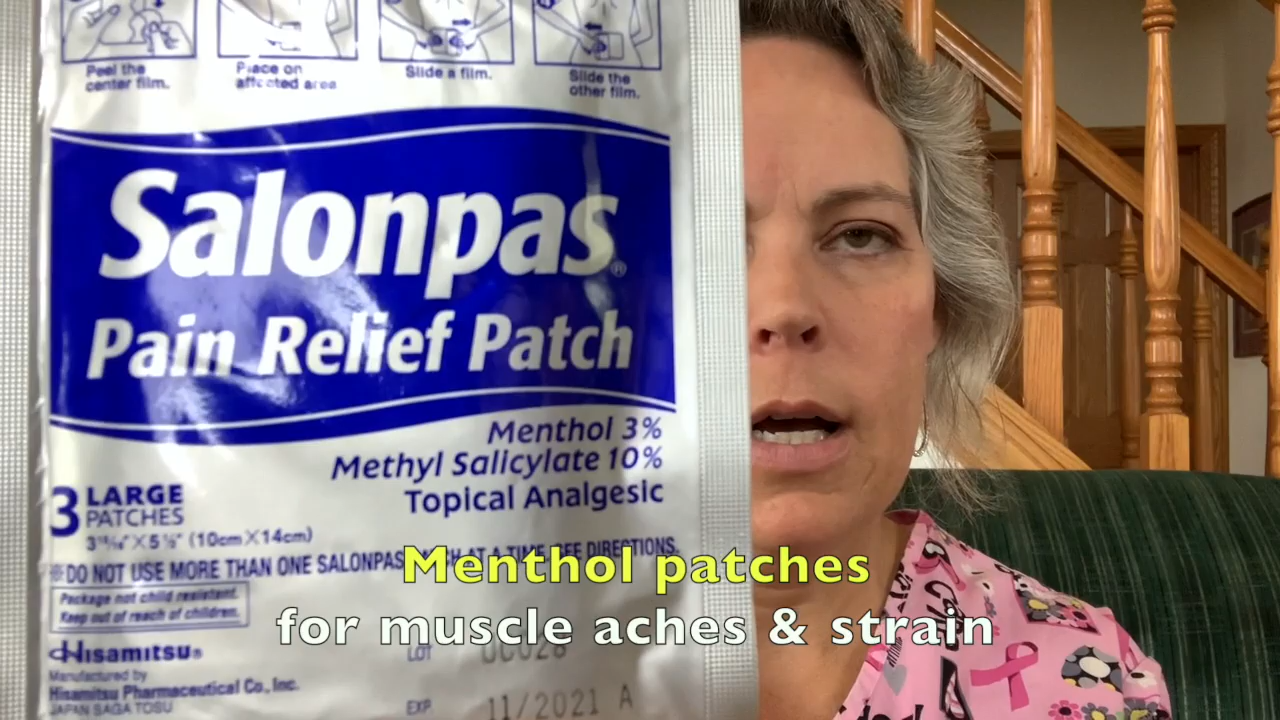 Peel the
center film.
Place on
affected area
Slide a film.
Slide the
other film.
Salonpas®
Pain Relief Patch
Menthol 3%
Methyl Salicylate 10%
Topical Analgesic
3 LARGE
PATCHES
(10cm×14cm)
※DO NOT USE MORE THAN ONE SALONPAS AT A TIME. SEE DIRECTIONS.
Menthol patches
Package not child resistant.
Keep out of reach of children.
for muscle aches & strain
Hisamitsu®
Manufactured by
Hisamitsu Pharmaceutical Co., Inc.
JAPAN SAGA TOSU
LOT
EXP 11/2021 A